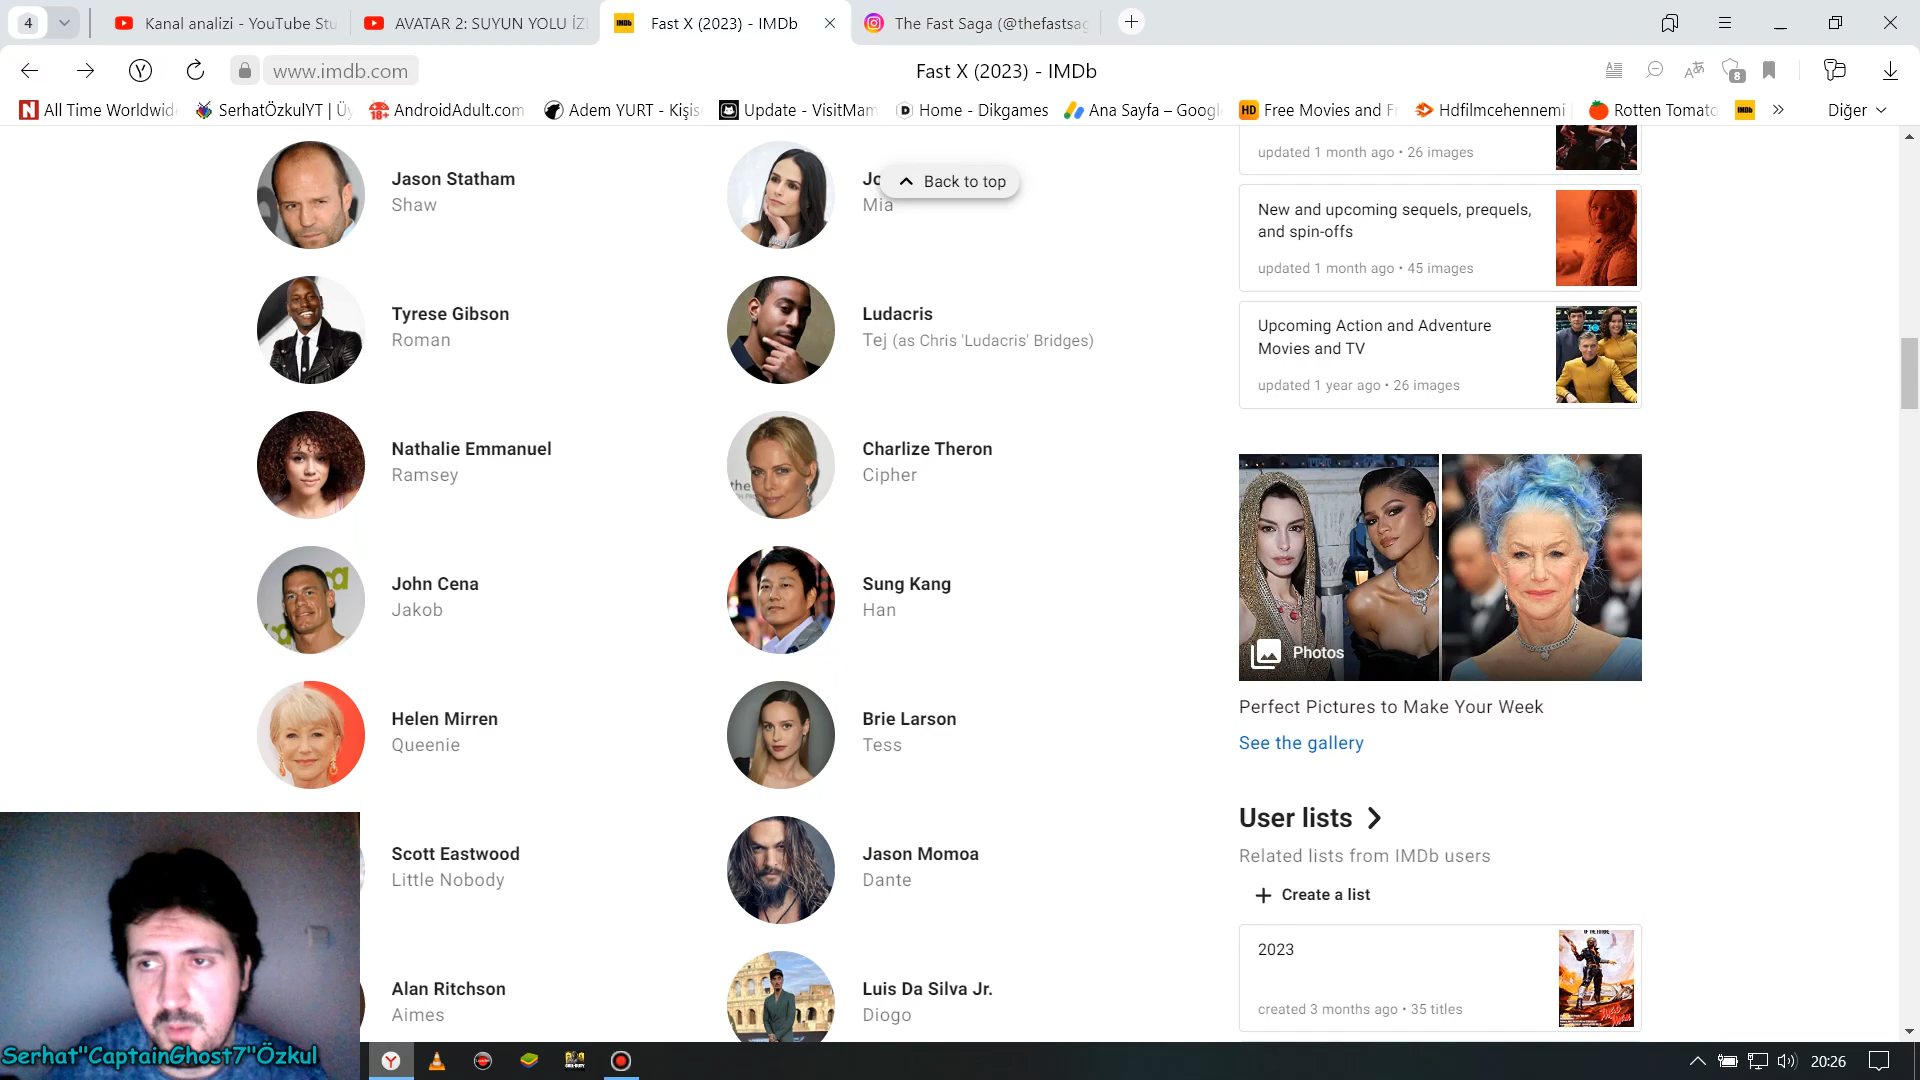 4
Kanal analizi - YouTube Stu
AVATAR 2: SUYUN YOLU İZ
IMDb
Fast X (2023) - IMDb
The Fast Saga (@thefastsag
www.imdb.com
Fast X (2023) - IMDb
8
N All Time Worldwid
SerhatÖzkulYT | Üy
18+ AndroidAdult.com
Adem YURT - Kişis
Update - VisitMam
Home - Dikgames
Ana Sayfa – Google
HD Free Movies and F
Hdfilmcehennemi
Rotten Tomato
IMDb
Diğer
Jason Statham
Shaw
Jo
Mia
Back to top
Tyrese Gibson
Roman
Ludacris
Tej (as Chris 'Ludacris' Bridges)
Nathalie Emmanuel
Ramsey
Charlize Theron
Cipher
John Cena
Jakob
Sung Kang
Han
Helen Mirren
Queenie
Brie Larson
Tess
Scott Eastwood
Little Nobody
Jason Momoa
Dante
Alan Ritchson
Aimes
Luis Da Silva Jr.
Diogo
updated 1 month ago • 26 images
New and upcoming sequels, prequels,
and spin-offs
updated 1 month ago • 45 images
Upcoming Action and Adventure
Movies and TV
updated 1 year ago • 26 images
Photos
Perfect Pictures to Make Your Week
See the gallery
User lists
Related lists from IMDb users
Create a list
2023
created 3 months ago • 35 titles
Serhat"CaptainGhost7"Özkul
20:26